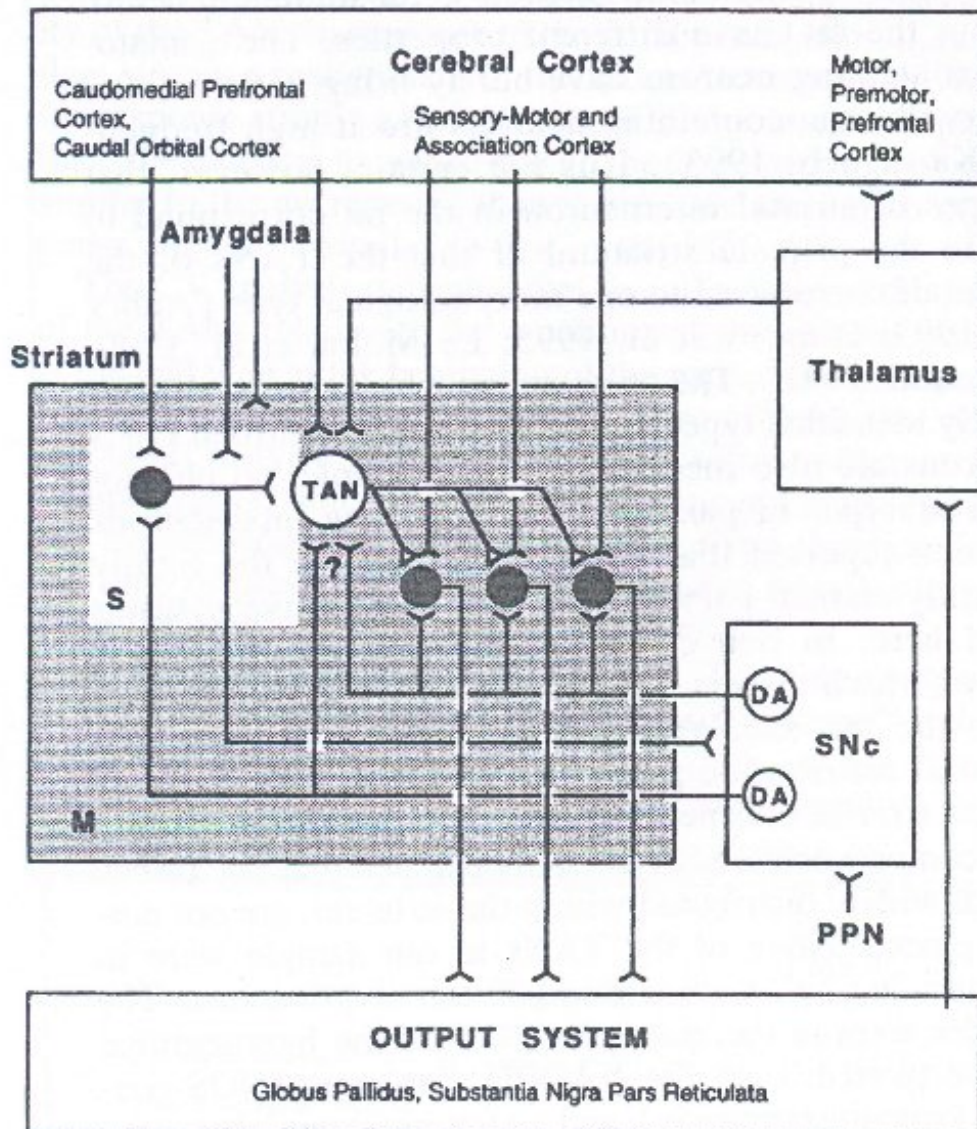 Cerebral Cortex
Caudomedial Prefrontal
Cortex,
Caudal Orbital Cortex
Sensory-Motor and
Association Cortex
Motor,
Premotor,
Prefrontal
Cortex
Amygdala
Striatum
Thalamus
TAN
?
S
DA
SNc
DA
M
PPN
OUTPUT SYSTEM
Globus Pallidus, Substantia Nigra Pars Reticulata